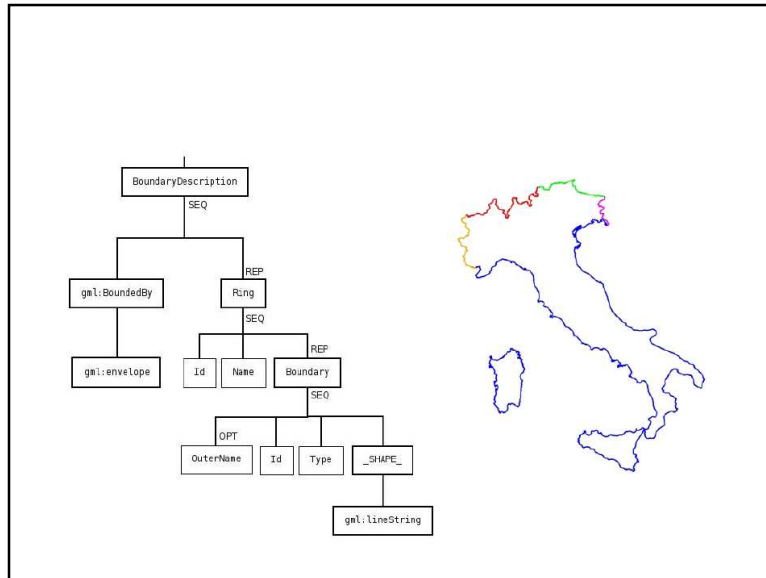 BoundaryDescription
SEQ
REP
gml:BoundedBy
Ring
SEQ
REP
gml:envelope
Id
Name
Boundary
SEQ
OPT
OuterName
Id
Type
_SHAPE_
gml:lineString